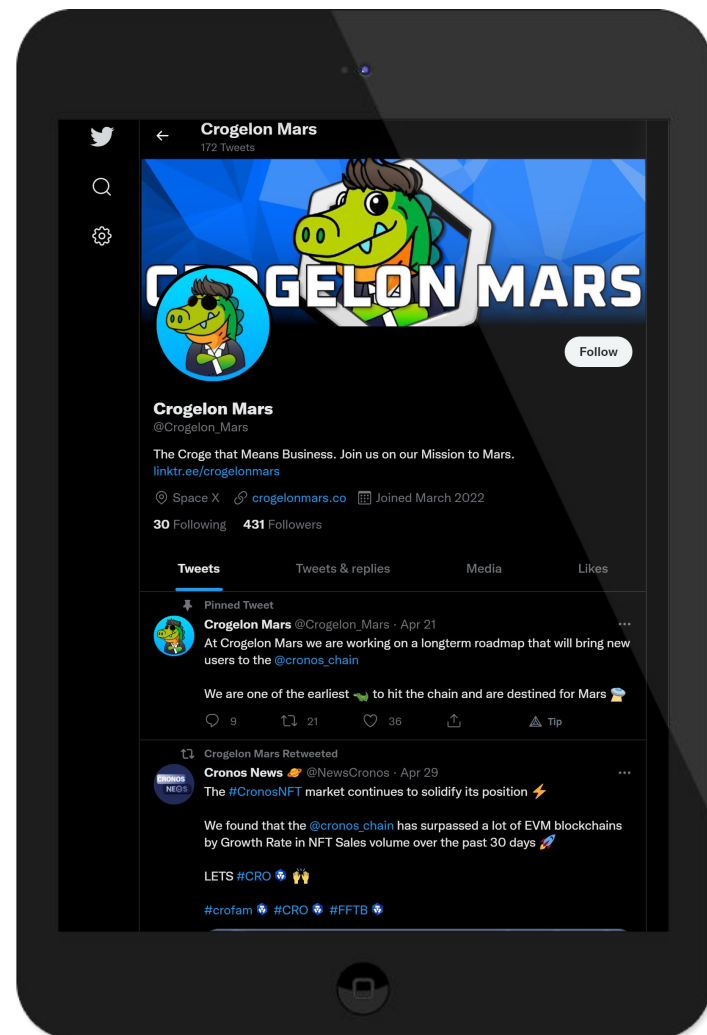 Crogelon Mars
172 Tweets
CROGELON MARS
Follow
Crogelon Mars
@Crogelon_Mars
The Croge that Means Business. Join us on our Mission to Mars.
linktr.ee/crogelonmars
Space X crogelonmars.co Joined March 2022
30 Following 431 Followers
Tweets Tweets & replies Media Likes
Pinned Tweet
Crogelon Mars @Crogelon_Mars · Apr 21
At Crogelon Mars we are working on a longterm roadmap that will bring new
users to the @cronos_chain
We are one of the earliest 🐊 to hit the chain and are destined for Mars
9 21 36 Tip
Crogelon Mars Retweeted
CRONOS
NEWS
Cronos News 🪐 @NewsCronos · Apr 29
The #CronosNFT market continues to solidify its position ⚡
We found that the @cronos_chain has surpassed a lot of EVM blockchains
by Growth Rate in NFT Sales volume over the past 30 days 🚀
LETS #CRO 🙌
#crofam #CRO #FFTB